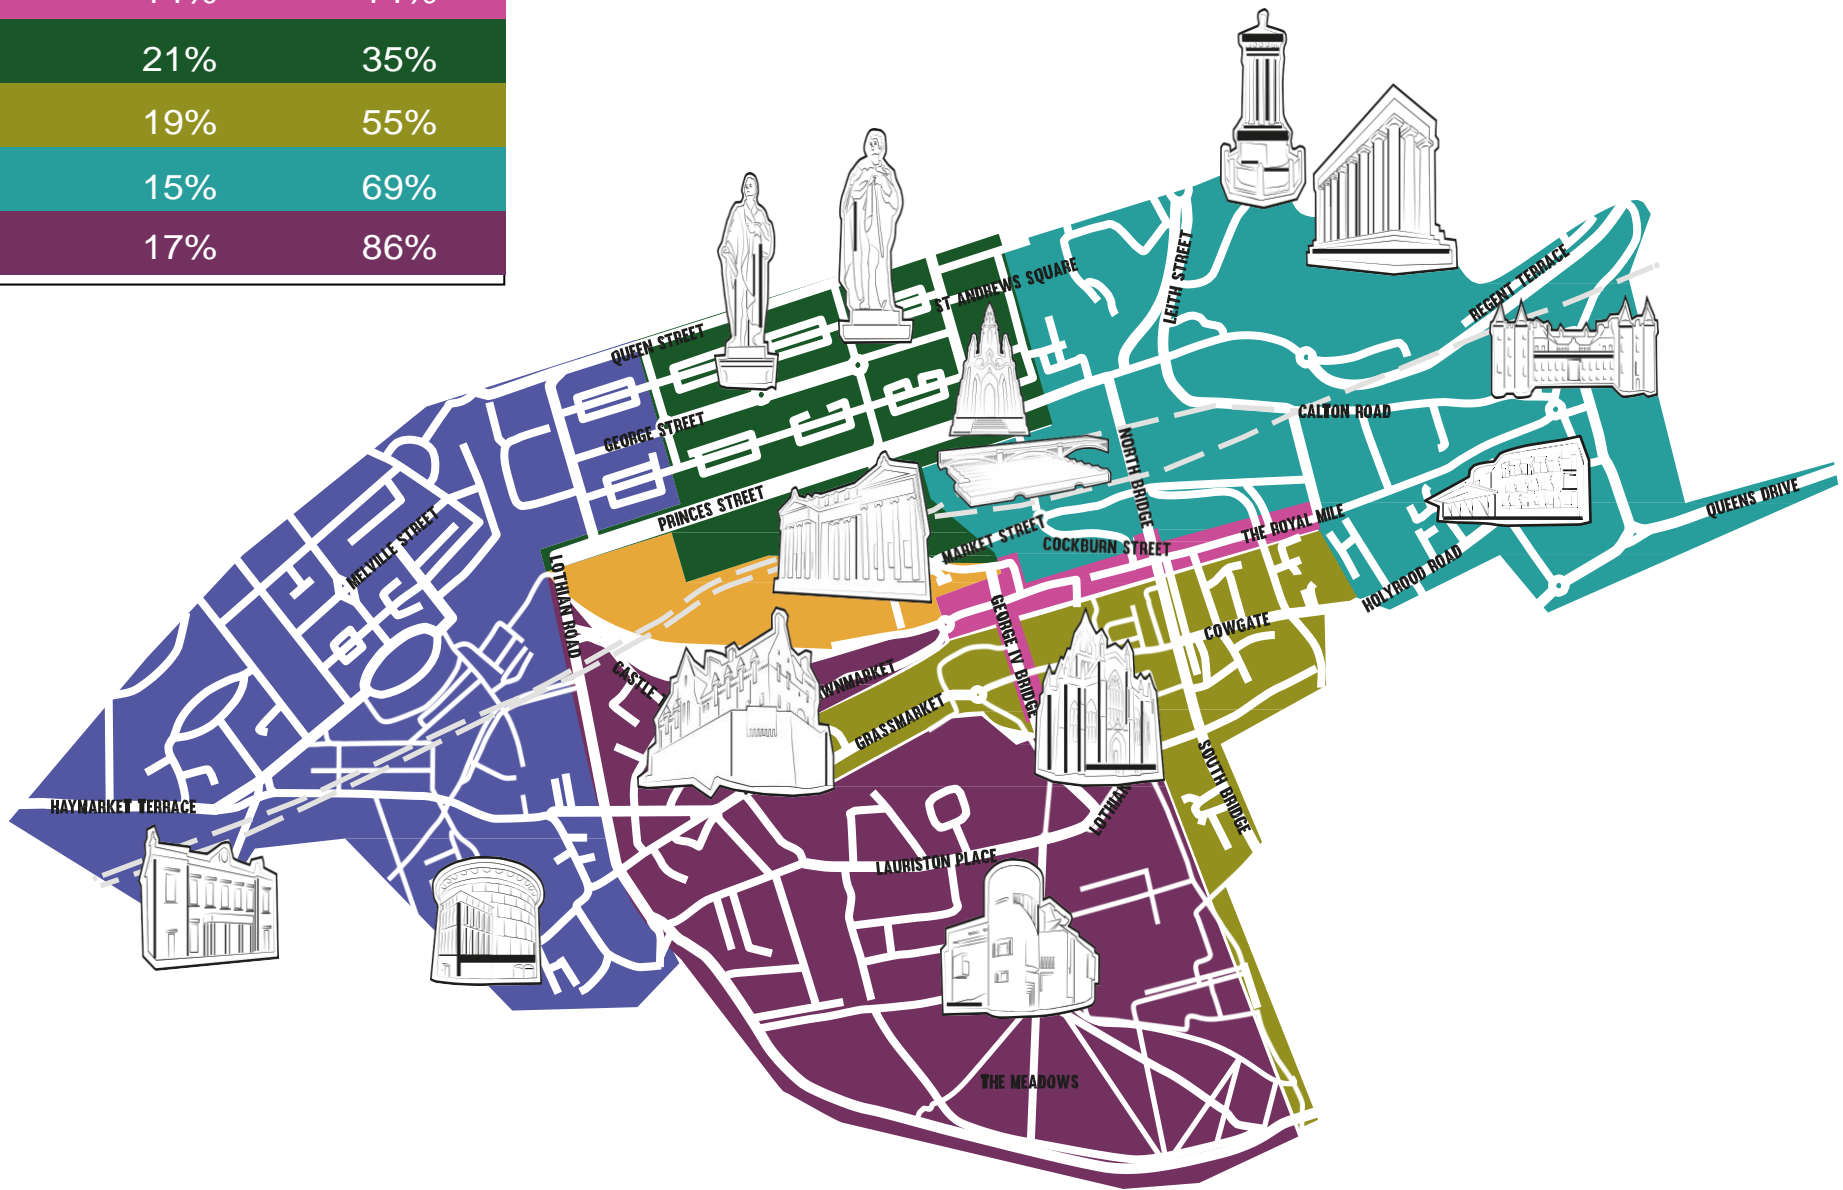 21% 35%
19% 55%
15% 69%
17% 86%
QUEEN STREET
ST ANDREWS SQUARE
LEITH STREET
REGENT TERRACE
GEORGE STREET
CALTON ROAD
PRINCES STREET
NORTH BRIDGE
QUEENS DRIVE
MELVILLE STREET
MARKET STREET
COCKBURN STREET
THE ROYAL MILE
HOLYROOD ROAD
LOTHIAN ROAD
GEORGE IV BRIDGE
COWGATE
CASTLE
WNMARKET
GRASSMARKET
SOUTH BRIDGE
HAYMARKET TERRACE
LOTHIAN
LAURISTON PLACE
THE MEADOWS